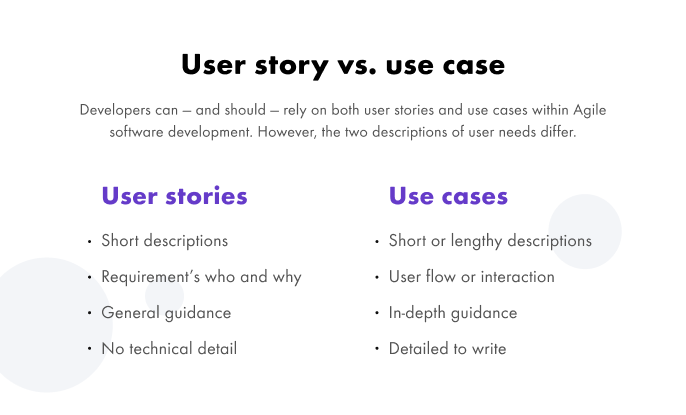 User story vs. use case
Developers can — and should — rely on both user stories and use cases within Agile
software development. However, the two descriptions of user needs differ.
User stories
• Short descriptions
• Requirement’s who and why
• General guidance
• No technical detail
Use cases
• Short or lengthy descriptions
• User flow or interaction
• In-depth guidance
• Detailed to write